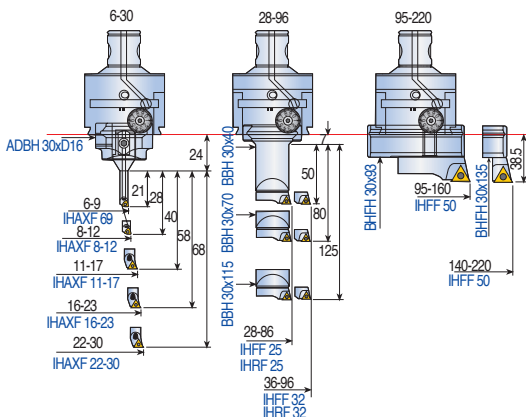 6-30
28-96
95-220
ADBH 30xD16
24
21
28
40
58
68
6-9
IHAXF 69
8-12
IHAXF 8-12
11-17
IHAXF 11-17
16-23
IHAXF 16-23
22-30
IHAXF 22-30
BBH 30x40
BBH 30x70
BBH 30x115
7
50
80
125
28-86
IHFF 25
IHRF 25
36-96
IHFF 32
IHRF 32
BHFH 30x93
95-160
IHFF 50
BHFH 30x135
38.5
140-220
IHFF 50